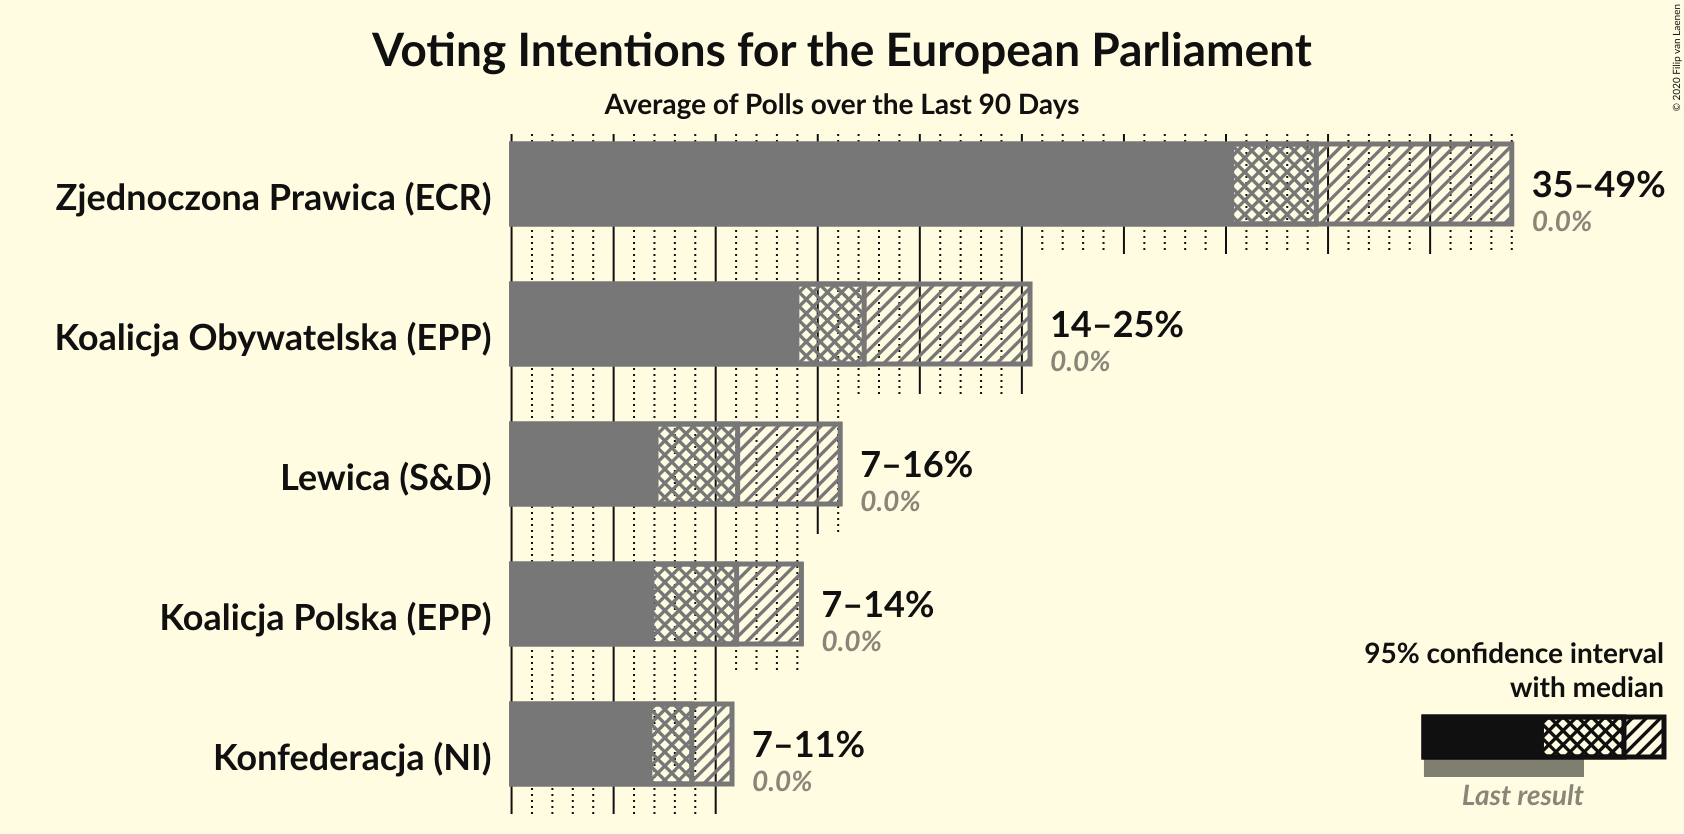 Voting Intentions for the European Parliament
Average of Polls over the Last 90 Days
© 2020 Filip van Laenen
Zjednoczona Prawica (ECR)
35–49%
0.0%
Koalicja Obywatelska (EPP)
14–25%
0.0%
Lewica (S&D)
7–16%
0.0%
Koalicja Polska (EPP)
7–14%
0.0%
Konfederacja (NI)
7–11%
0.0%
95% confidence interval
with median
Last result